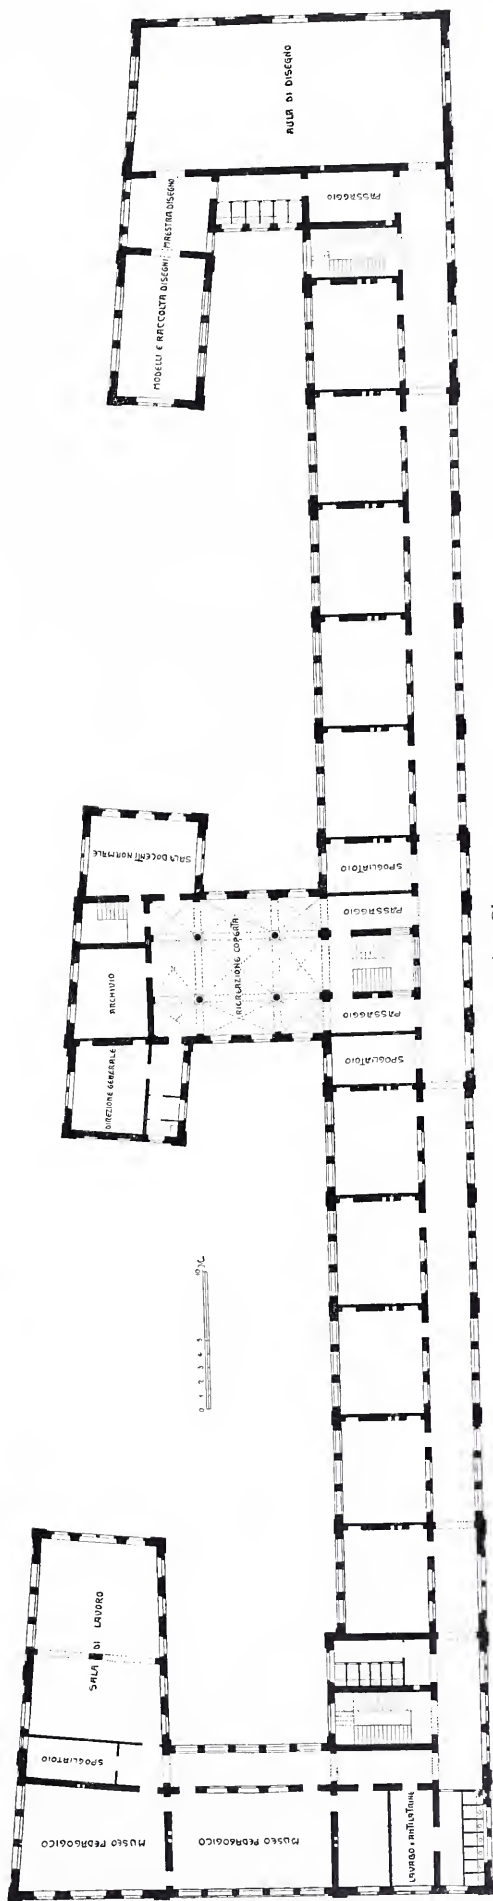 AULA DI DISEGNO
MAESTRA DISEGNO
MODELLI E RACCOLTA DISEGNI
PASSAGGIO
SALA DOCENTI NORMALE
ARCHIVIO
DIREZIONE GENERALE
RICREAZIONE COPERTA
SPOGLIATOIO
PASSAGGIO
PASSAGGIO
SPOGLIATOIO
0 1 2 3 4 5 10
SALA DI LAVORO
SPOGLIATOIO
MUSEO PEDAGOGICO
MUSEO PEDAGOGICO
LAVABO E ANTILATRINE